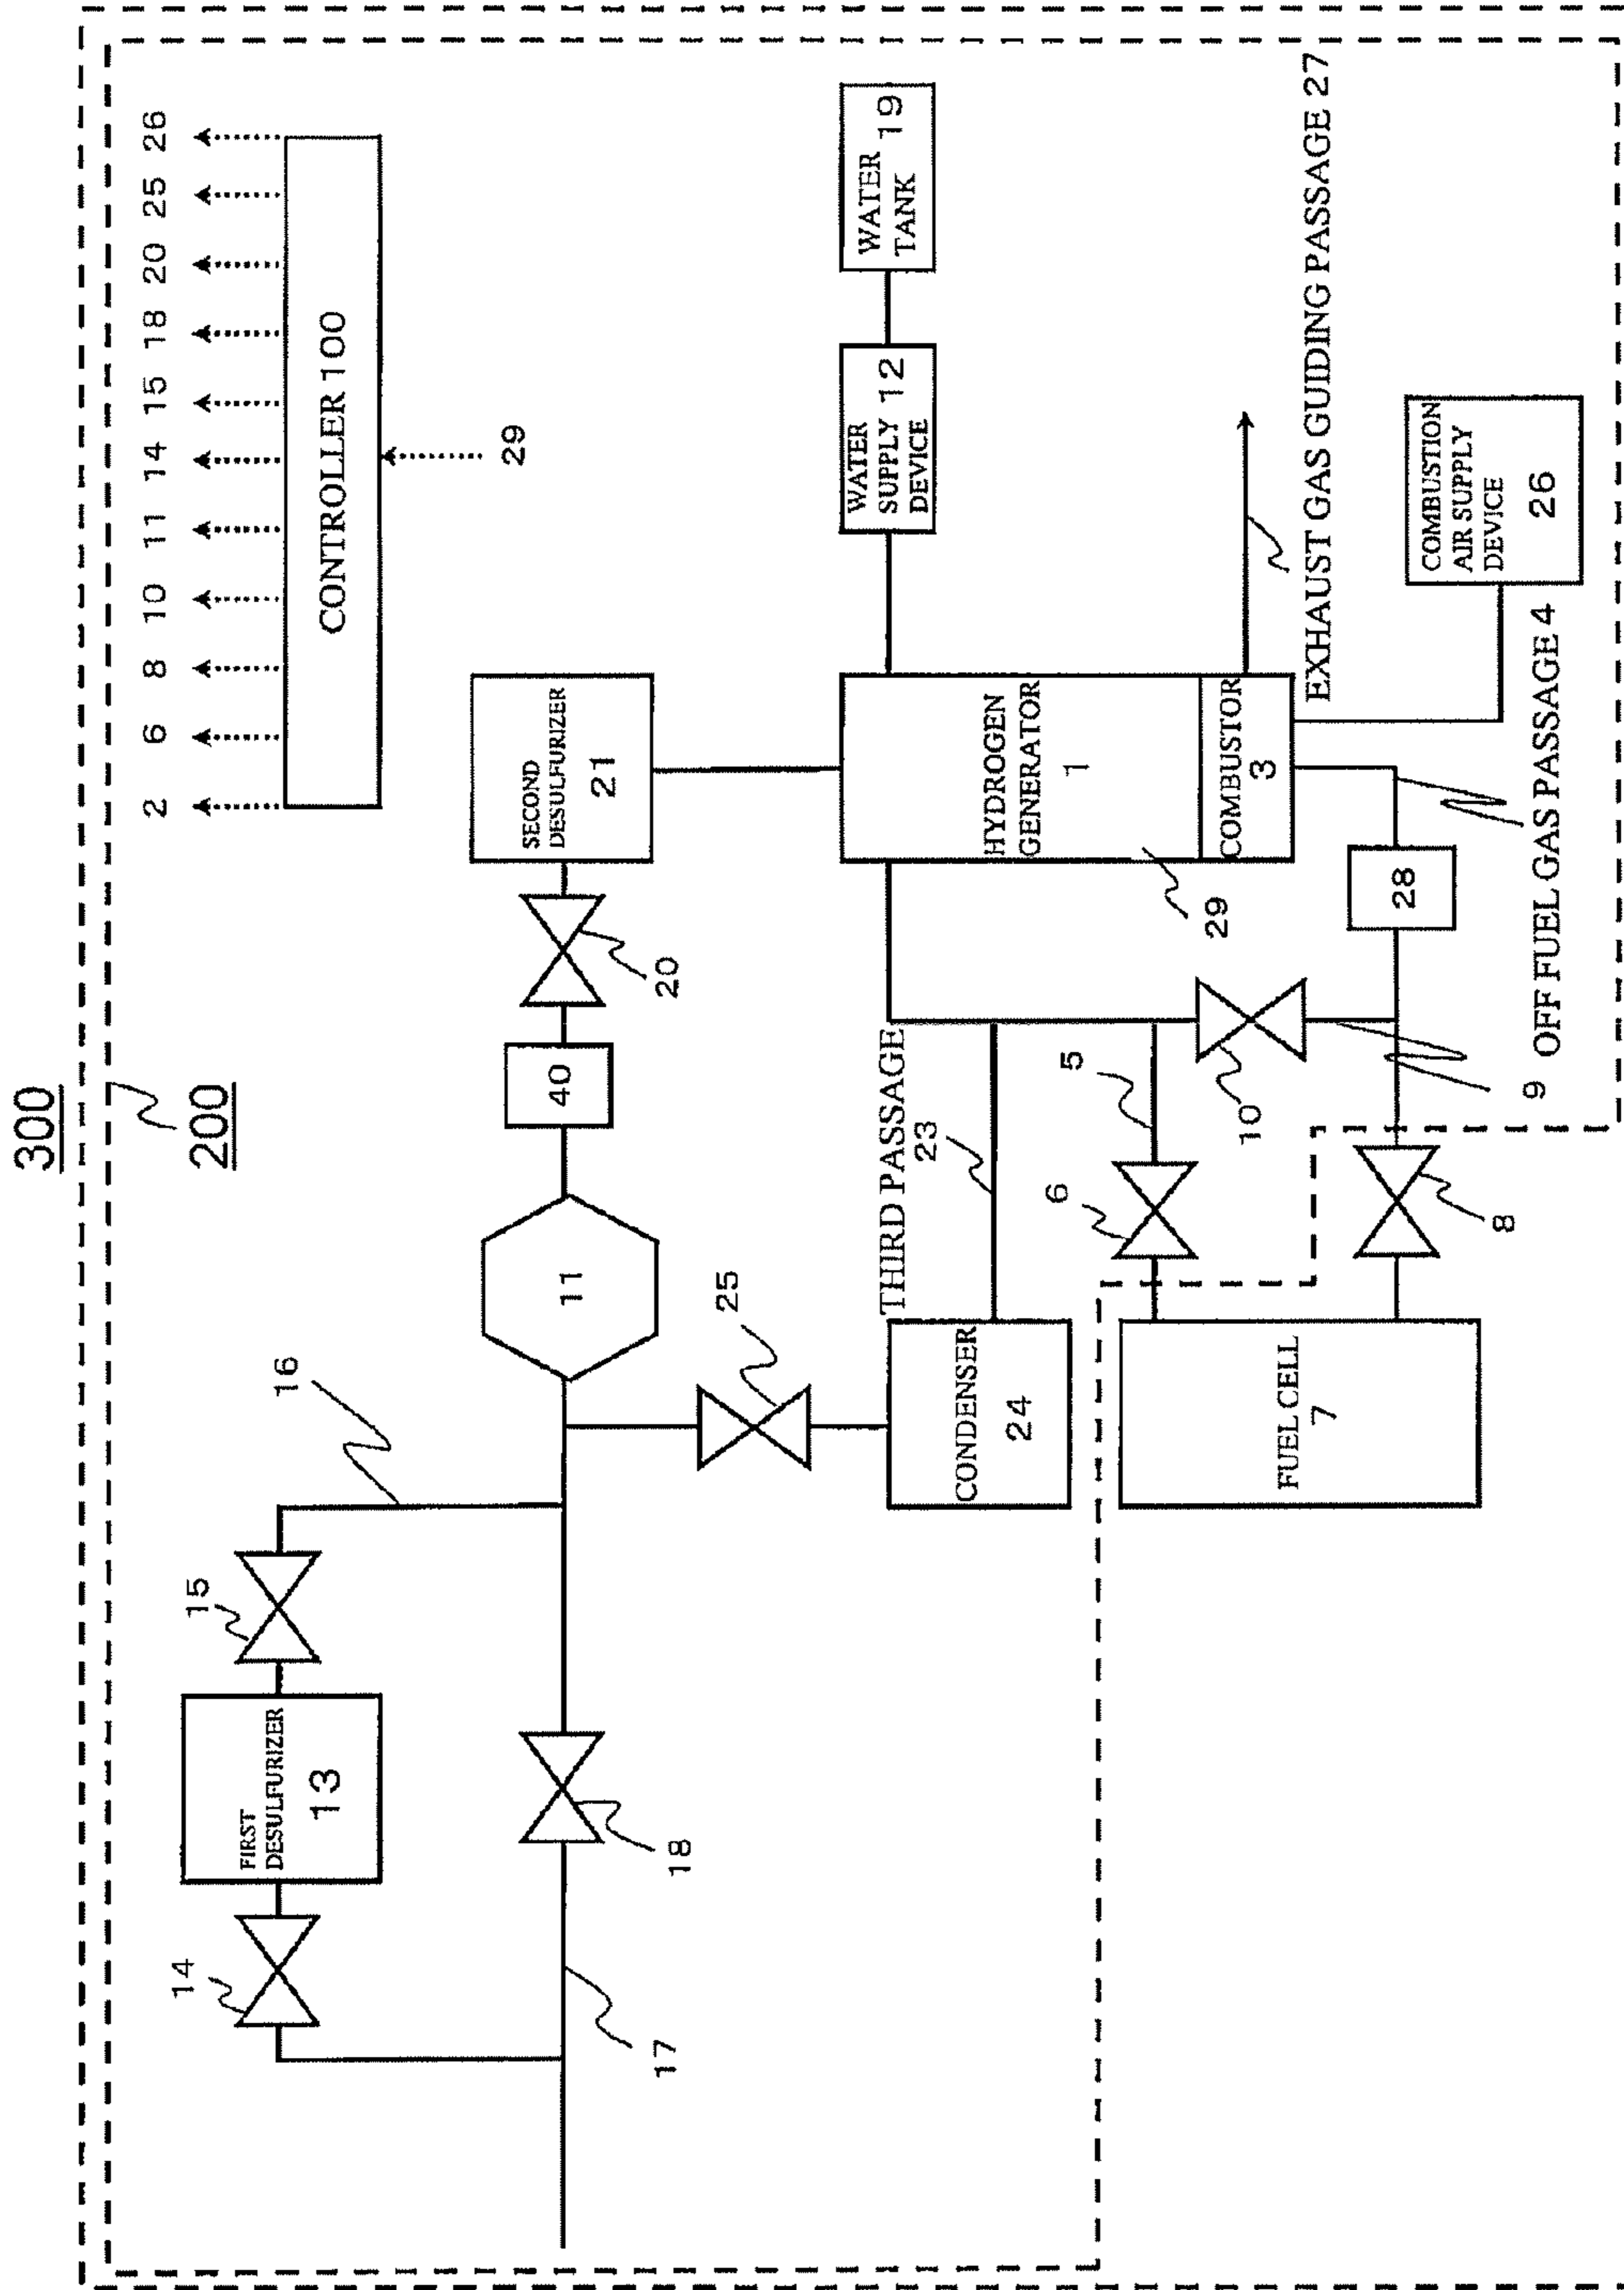 300
200
2 6 8 10 11 14 15 18 20 25 26
CONTROLLER 100
29
14
FIRST
DESULFURIZER
13
15
16
17
18
11
40
20
SECOND
DESULFURIZER
21
25
CONDENSER
24
THIRD PASSAGE
23
HYDROGEN
GENERATOR
1
29
COMBUSTOR
3
WATER
SUPPLY 12
DEVICE
WATER
TANK 19
EXHAUST GAS GUIDING PASSAGE 27
5
6
10
FUEL CELL
7
8
9
28
OFF FUEL GAS PASSAGE 4
COMBUSTION
AIR SUPPLY
DEVICE
26